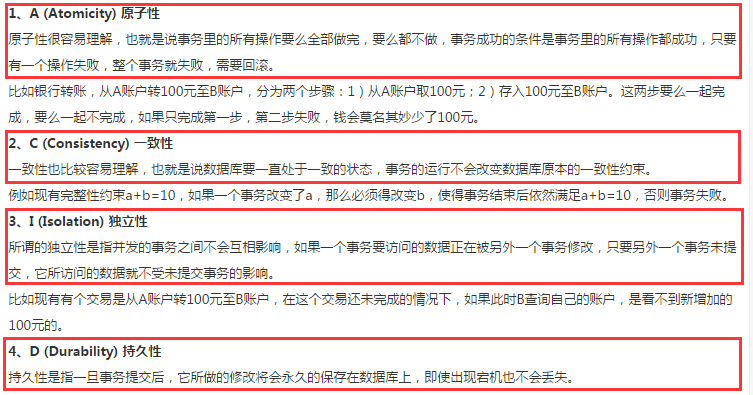 1、A (Atomicity) 原子性
原子性很容易理解，也就是说事务里的所有操作要么全部做完，要么都不做，事务成功的条件是事务里的所有操作都成功，只要
有一个操作失败，整个事务就失败，需要回滚。
比如银行转账，从A账户转100元至B账户，分为两个步骤：1）从A账户取100元；2）存入100元至B账户。这两步要么一起完
成，要么一起不完成，如果只完成第一步，第二步失败，钱会莫名其妙少了100元。
2、C (Consistency) 一致性
一致性也比较容易理解，也就是说数据库要一直处于一致的状态，事务的运行不会改变数据库原本的一致性约束。
例如现有完整性约束a+b=10，如果一个事务改变了a，那么必须得改变b，使得事务结束后依然满足a+b=10，否则事务失败。
3、I (Isolation) 独立性
所谓的独立性是指并发的事务之间不会互相影响，如果一个事务要访问的数据正在被另外一个事务修改，只要另外一个事务未提
交，它所访问的数据就不受未提交事务的影响。
比如现有有个交易是从A账户转100元至B账户，在这个交易还未完成的情况下，如果此时B查询自己的账户，是看不到新增加的
100元的。
4、D (Durability) 持久性
持久性是指一旦事务提交后，它所做的修改将会永久的保存在数据库上，即使出现宕机也不会丢失。